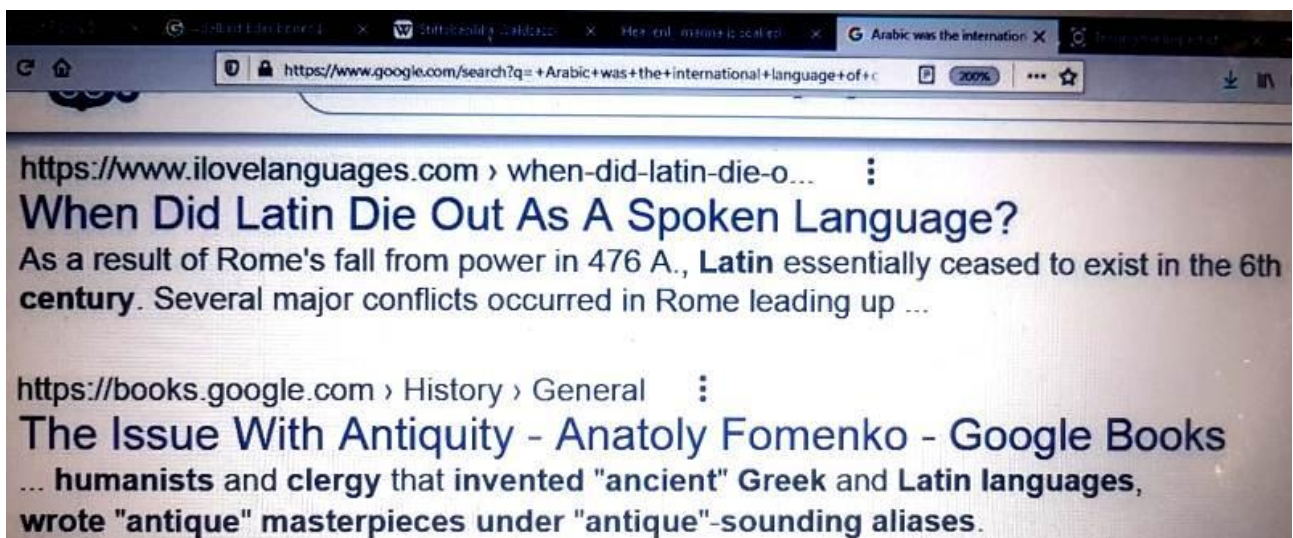 G Arabic was the internation X
https://www.google.com/search?q=+Arabic+was+the+international+language+of+c 200%
https://www.ilovelanguages.com › when-did-latin-die-o...
When Did Latin Die Out As A Spoken Language?
As a result of Rome's fall from power in 476 A., Latin essentially ceased to exist in the 6th
century. Several major conflicts occurred in Rome leading up ...
https://books.google.com › History › General
The Issue With Antiquity - Anatoly Fomenko - Google Books
... humanists and clergy that invented "ancient" Greek and Latin languages,
wrote "antique" masterpieces under "antique"-sounding aliases.